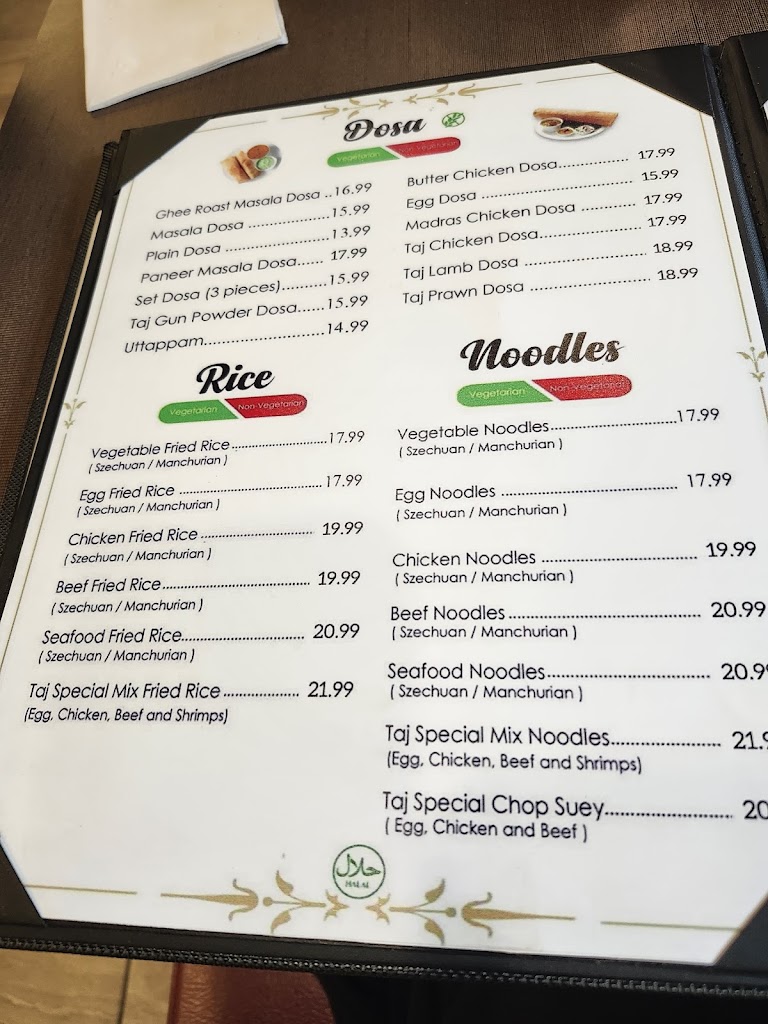 Dosa
Vegetarian Non-Vegetarian
Ghee Roast Masala Dosa ..16.99
Masala Dosa ......................15.99
Plain Dosa .....................13.99
Paneer Masala Dosa...... 17.99
Set Dosa (3 pieces)..........15.99
Taj Gun Powder Dosa......15.99
Uttappam.........................14.99
Butter Chicken Dosa............... 17.99
Egg Dosa .............................. 15.99
Madras Chicken Dosa ........... 17.99
Taj Chicken Dosa.................... 17.99
Taj Lamb Dosa ...................... 18.99
Taj Prawn Dosa ..................... 18.99
Rice
Vegetarian Non-Vegetarian
Vegetable Fried Rice.......................17.99
( Szechuan / Manchurian )
Egg Fried Rice ................................ 17.99
( Szechuan / Manchurian )
Chicken Fried Rice ......................... 19.99
( Szechuan / Manchurian )
Beef Fried Rice................................ 19.99
( Szechuan / Manchurian )
Seafood Fried Rice.......................... 20.99
( Szechuan / Manchurian )
Taj Special Mix Fried Rice ................ 21.99
(Egg, Chicken, Beef and Shrimps)
Noodles
Vegetarian Non-Vegetarian
Vegetable Noodles..........................17.99
( Szechuan / Manchurian )
Egg Noodles .................................. 17.99
( Szechuan / Manchurian )
Chicken Noodles ............................. 19.99
( Szechuan / Manchurian )
Beef Noodles ................................... 20.99
( Szechuan / Manchurian )
Seafood Noodles.............................. 20.9
( Szechuan / Manchurian )
Taj Special Mix Noodles.................... 21.
(Egg, Chicken, Beef and Shrimps)
Taj Special Chop Suey....................... 20
( Egg, Chicken and Beef )
حلال
HALAL